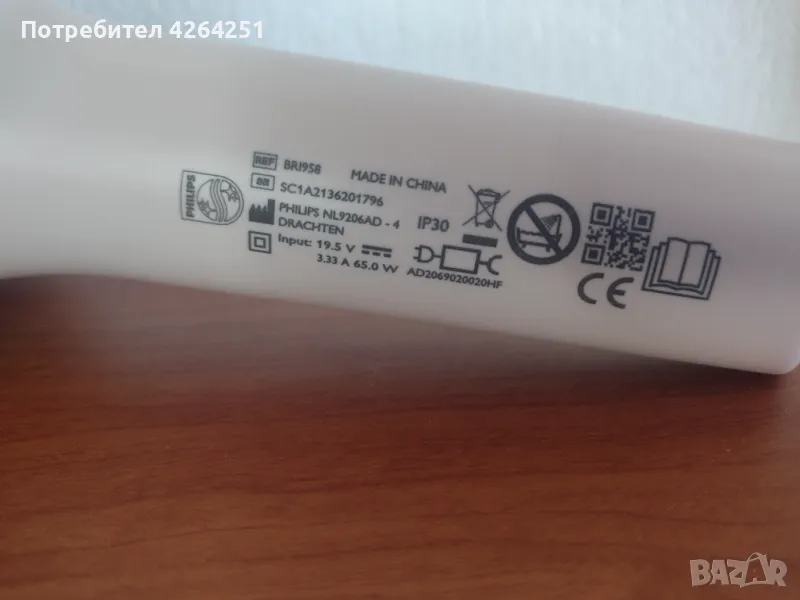 Потребител 4264251
PHILIPS
REF BRI958 MADE IN CHINA
SN SC1A2136201796
PHILIPS NL9206AD - 4
DRACHTEN
IP30
Input: 19.5 V
3.33 A 65.0 W
AD2069020020HF
CE
BAZAR